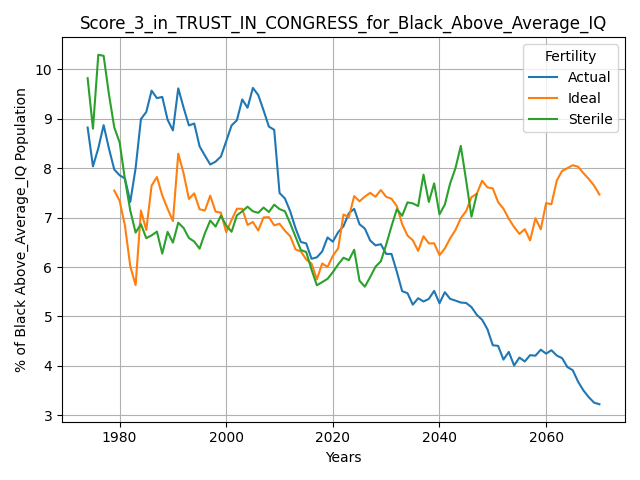 Score_3_in_TRUST_IN_CONGRESS_for_Black_Above_Average_IQ
% of Black Above_Average_IQ Population
10
9
8
7
6
5
4
3
Fertility
Actual
Ideal
Sterile
1980 2000 2020 2040 2060
Years